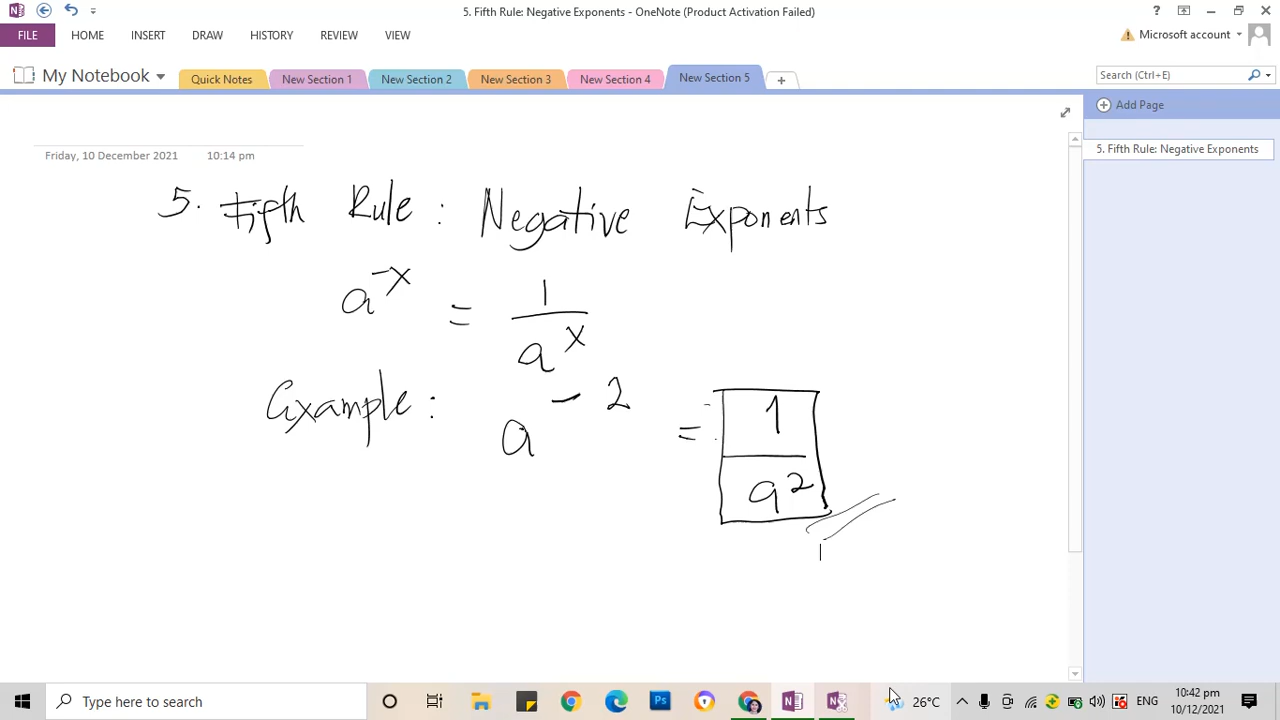 5. Fifth Rule: Negative Exponents - OneNote (Product Activation Failed)
FILE HOME INSERT DRAW HISTORY REVIEW VIEW
Microsoft account
My Notebook
Quick Notes New Section 1 New Section 2 New Section 3 New Section 4 New Section 5
Search (Ctrl+E)
Add Page
5. Fifth Rule: Negative Exponents
Friday, 10 December 2021 10:14 pm
5. Fifth Rule : Negative Exponents
a^-x = 1/a^x
Example : a^-2 = 1/a^2
Type here to search
26°C
10:42 pm
10/12/2021